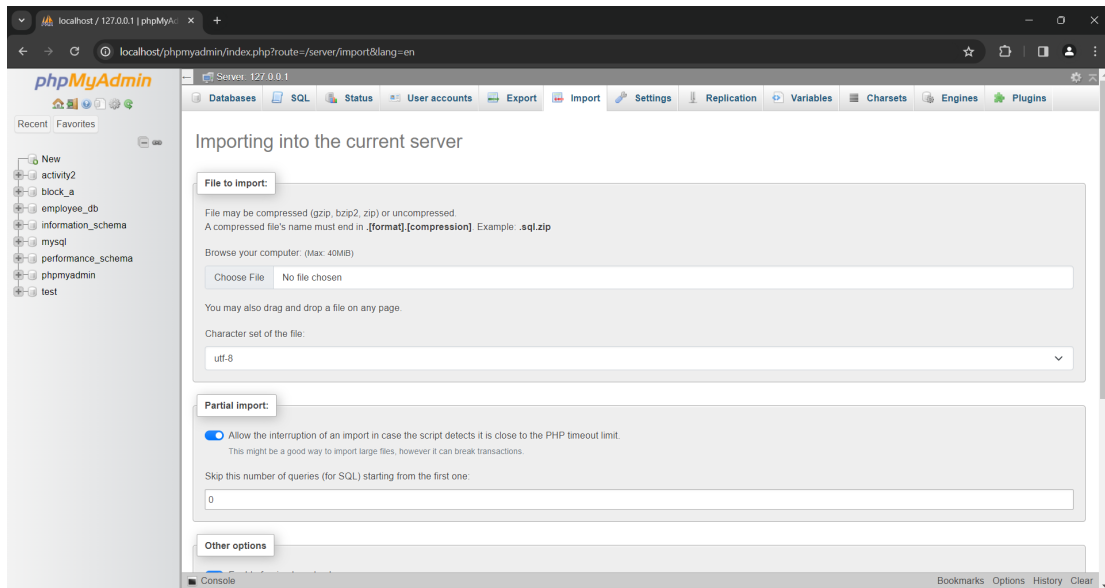 localhost / 127.0.0.1 | phpMyAd
localhost/phpmyadmin/index.php?route=/server/import&lang=en
phpMyAdmin
Recent Favorites
New
activity2
block_a
employee_db
information_schema
mysql
performance_schema
phpmyadmin
test
Server: 127.0.0.1
Databases SQL Status User accounts Export Import Settings Replication Variables Charsets Engines Plugins
Importing into the current server
File to import:
File may be compressed (gzip, bzip2, zip) or uncompressed.
A compressed file's name must end in .[format].[compression]. Example: .sql.zip
Browse your computer: (Max: 40MiB)
Choose File No file chosen
You may also drag and drop a file on any page.
Character set of the file:
utf-8
Partial import:
Allow the interruption of an import in case the script detects it is close to the PHP timeout limit.
This might be a good way to import large files, however it can break transactions.
Skip this number of queries (for SQL) starting from the first one:
0
Other options
Console Bookmarks Options History Clear